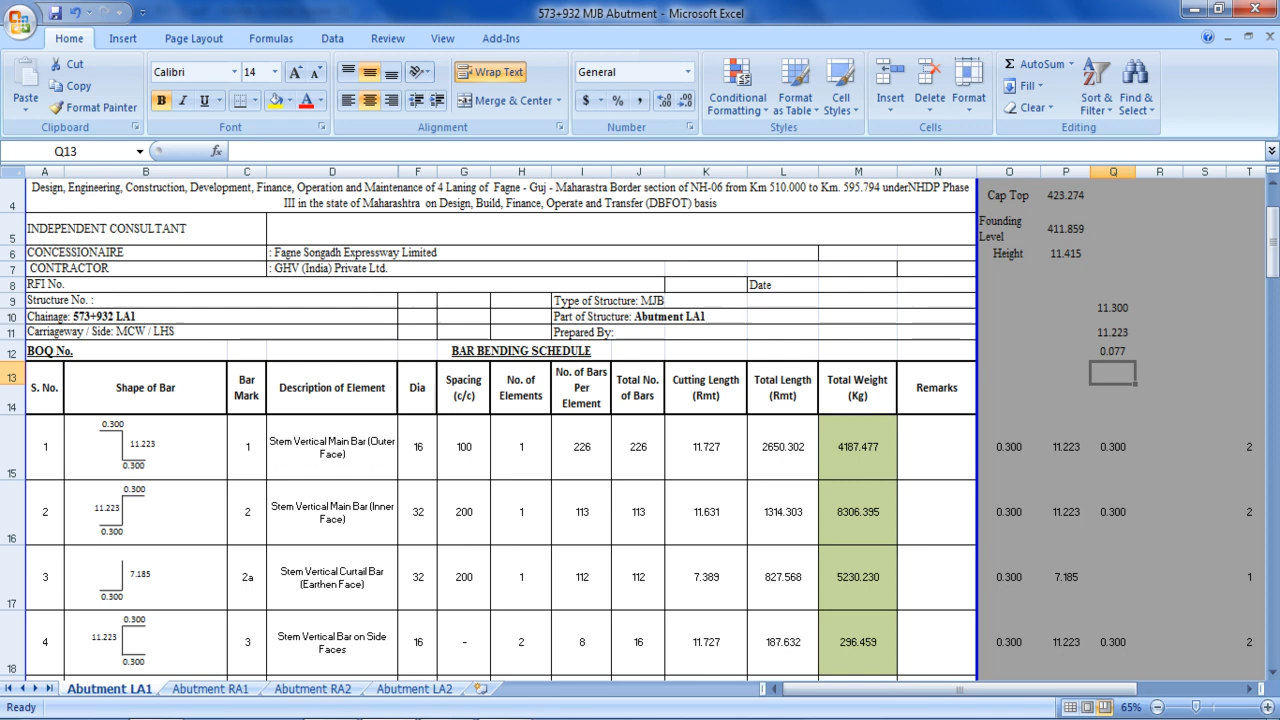 573+932 MJB Abutment - Microsoft Excel
Home Insert Page Layout Formulas Data Review View Add-Ins
Paste Cut Copy Format Painter Clipboard
Calibri 14 A A B I U A Font
Wrap Text Merge & Center Alignment
General $ % , Number
Conditional Formatting Format as Table Cell Styles Styles
Insert Delete Format Cells
AutoSum Fill Clear Sort & Filter Find & Select Editing
Q13 fx
A B C D F G H I J K L M N O P Q R S T
4 Design, Engineering, Construction, Development, Finance, Operation and Maintenance of 4 Laning of Fagne - Guj - Maharastra Border section of NH-06 from Km 510.000 to Km. 595.794 underNHDP Phase
III in the state of Maharashtra on Design, Build, Finance, Operate and Transfer (DBFOT) basis
Cap Top 423.274
5 INDEPENDENT CONSULTANT
Founding Level 411.859
6 CONCESSIONAIRE : Fagne Songadh Expressway Limited Height 11.415
7 CONTRACTOR : GHV (India) Private Ltd.
8 RFI No. Date
9 Structure No. : Type of Structure: MJB 11.300
10 Chainage: 573+932 LA1 Part of Structure: Abutment LA1
11 Carriageway / Side: MCW / LHS Prepared By: 11.223
12 BOQ No. BAR BENDING SCHEDULE 0.077
13
14
S. No. Shape of Bar Bar Mark Description of Element Dia Spacing (c/c) No. of Elements No. of Bars Per Element Total No. of Bars Cutting Length (Rmt) Total Length (Rmt) Total Weight (Kg) Remarks
15
0.300 11.223 0.300
1 1 Stem Vertical Main Bar (Outer Face) 16 100 1 226 226 11.727 2650.302 4187.477 0.300 11.223 0.300 2
16
0.300 11.223 0.300
2 2 Stem Vertical Main Bar (Inner Face) 32 200 1 113 113 11.631 1314.303 8306.395 0.300 11.223 0.300 2
17
7.185 0.300
3 2a Stem Vertical Curtail Bar (Earthen Face) 32 200 1 112 112 7.389 827.568 5230.230 0.300 7.185 1
18
0.300 11.223 0.300
4 3 Stem Vertical Bar on Side Faces 16 - 2 8 16 11.727 187.632 296.459 0.300 11.223 0.300 2
Abutment LA1 Abutment RA1 Abutment RA2 Abutment LA2
Ready 65%